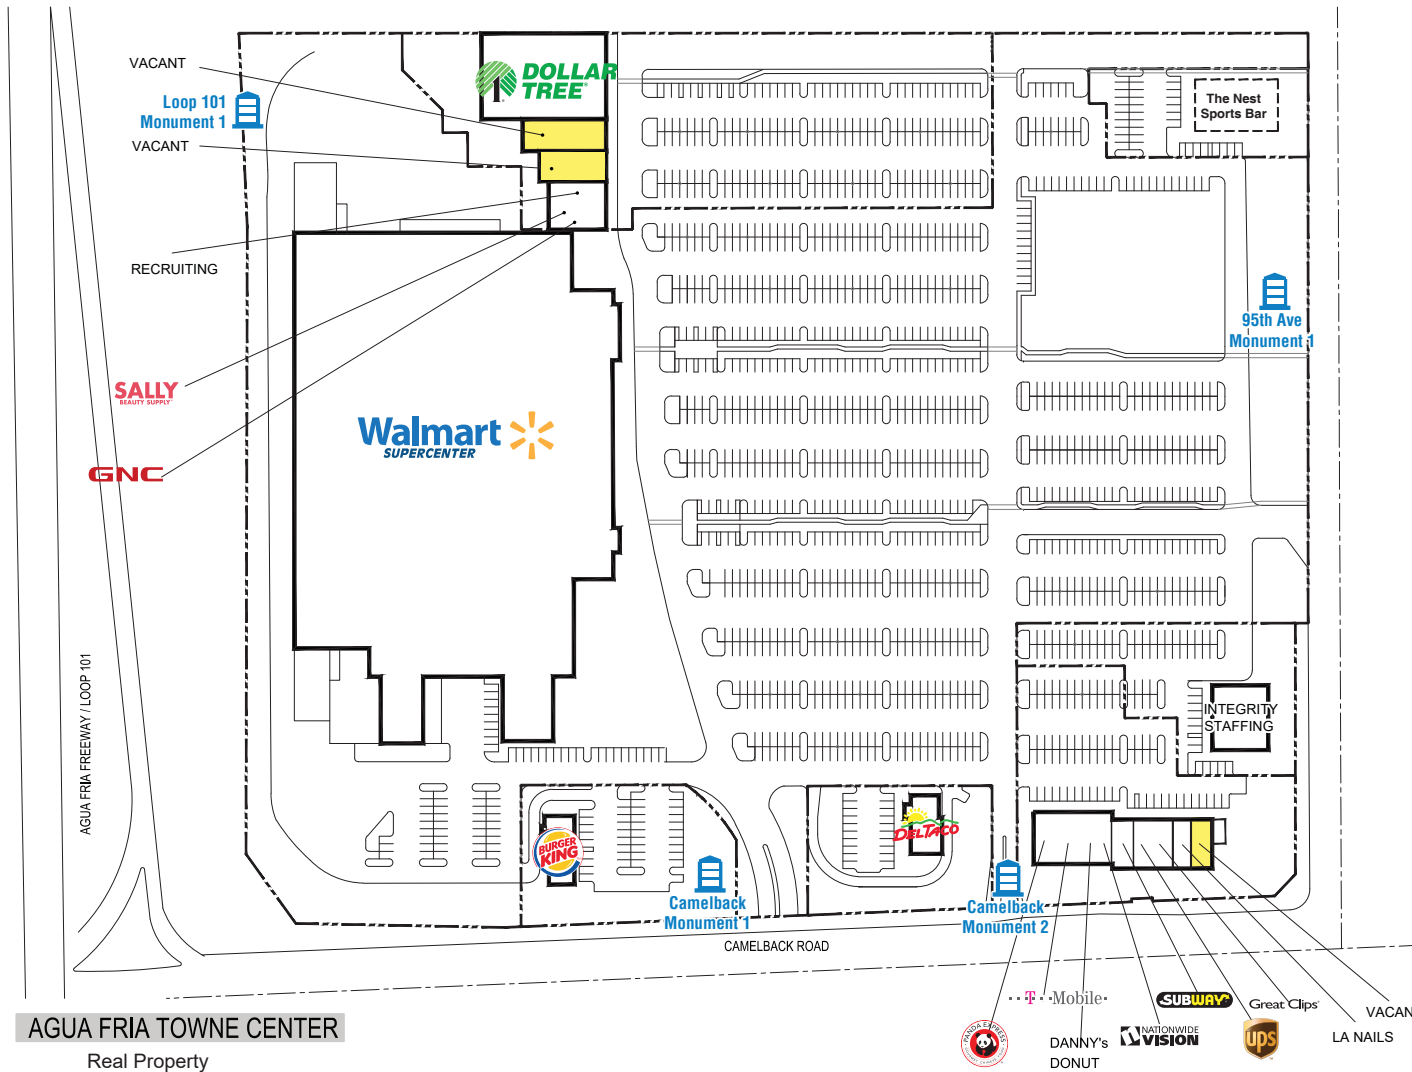 VACANT
DOLLAR
TREE
Loop 101
Monument 1
VACANT
The Nest
Sports Bar
RECRUITING
95th Ave
Monument 1
SALLY
BEAUTY SUPPLY
Walmart
SUPERCENTER
GNC
AGUA FRIA FREEWAY / LOOP 101
INTEGRITY
STAFFING
BURGER
KING
DEL TACO
Camelback
Monument 1
Camelback
Monument 2
CAMELBACK ROAD
T Mobile
SUBWAY
Great Clips
VACAN
AGUA FRIA TOWNE CENTER
PANDA EXPRESS
DANNY's
DONUT
NATIONWIDE
VISION
ups
LA NAILS
Real Property